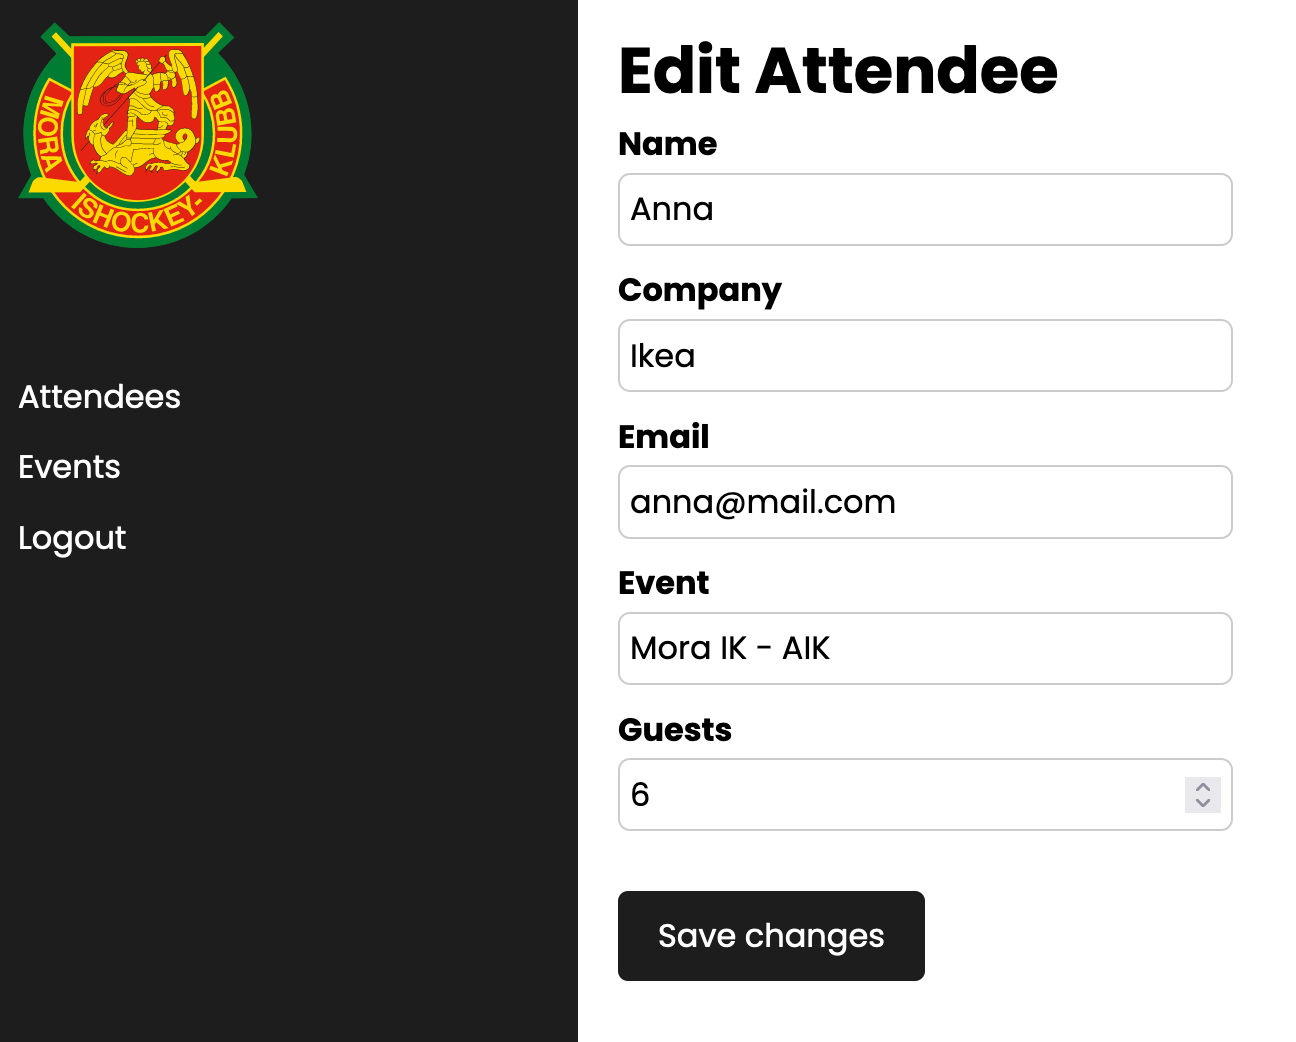 MORA ISHOCKEY- KLUBB
Attendees
Events
Logout
Edit Attendee
Name
Anna
Company
Ikea
Email
anna@mail.com
Event
Mora IK - AIK
Guests
6
Save changes